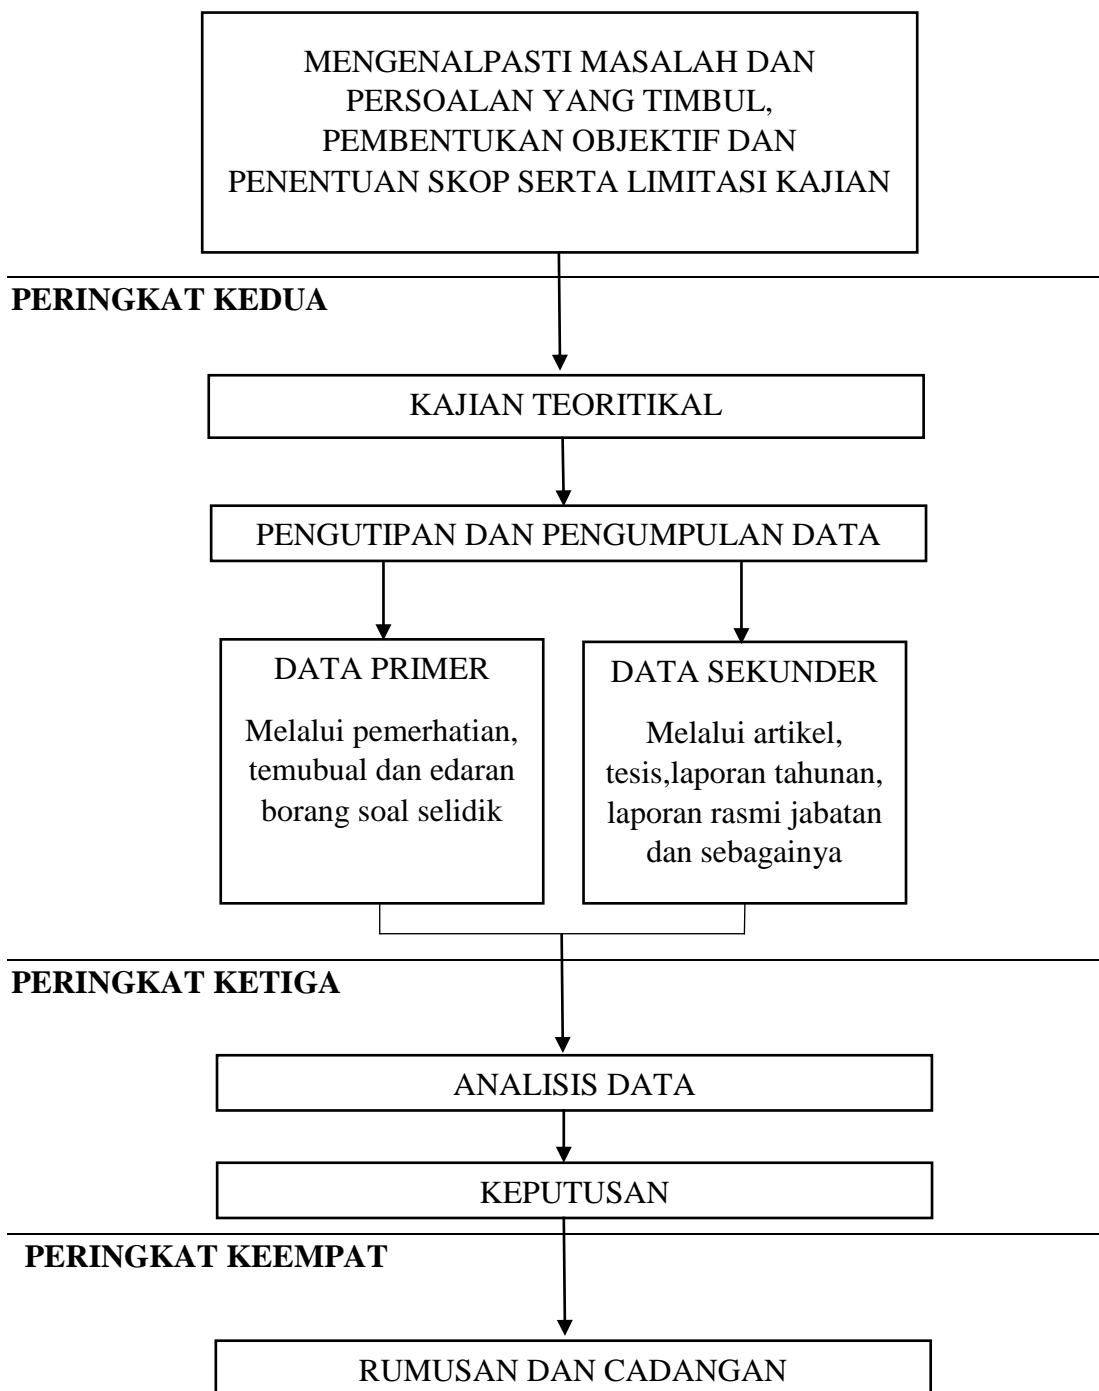 MENGENALPASTI MASALAH DAN
PERSOALAN YANG TIMBUL,
PEMBENTUKAN OBJEKTIF DAN
PENENTUAN SKOP SERTA LIMITASI KAJIAN
PERINGKAT KEDUA
KAJIAN TEORITIKAL
PENGUTIPAN DAN PENGUMPULAN DATA
DATA PRIMER
Melalui pemerhatian,
temubual dan edaran
borang soal selidik
DATA SEKUNDER
Melalui artikel,
tesis,laporan tahunan,
laporan rasmi jabatan
dan sebagainya
PERINGKAT KETIGA
ANALISIS DATA
KEPUTUSAN
PERINGKAT KEEMPAT
RUMUSAN DAN CADANGAN